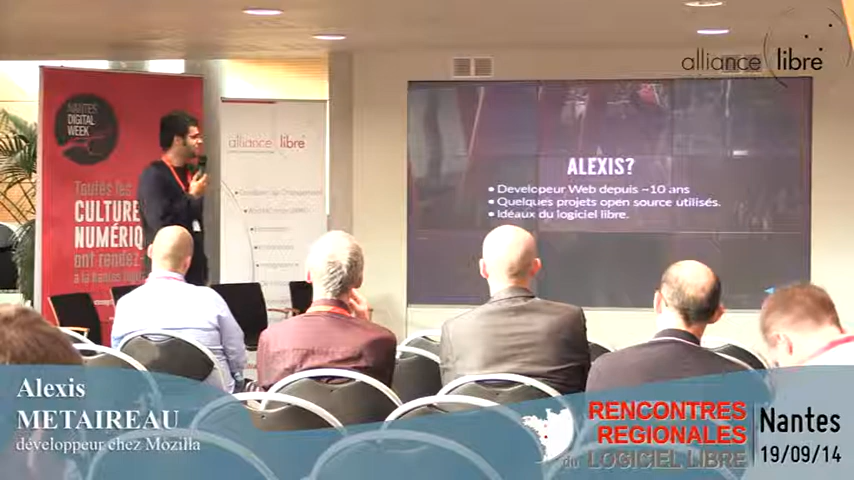 alliance libre
NANTES
DIGITAL
WEEK
Toutes les
CULTURE
NUMÉRIQ
ont rendez-
à la Nantes Digital
alliance libre
ALEXIS?
• Developeur Web depuis ~10 ans
• Quelques projets open source utilisés.
• Idéaux du logiciel libre.
Alexis
METAIREAU
développeur chez Mozilla
RENCONTRES
REGIONALES
du LOGICIEL LIBRE
Nantes
19/09/14